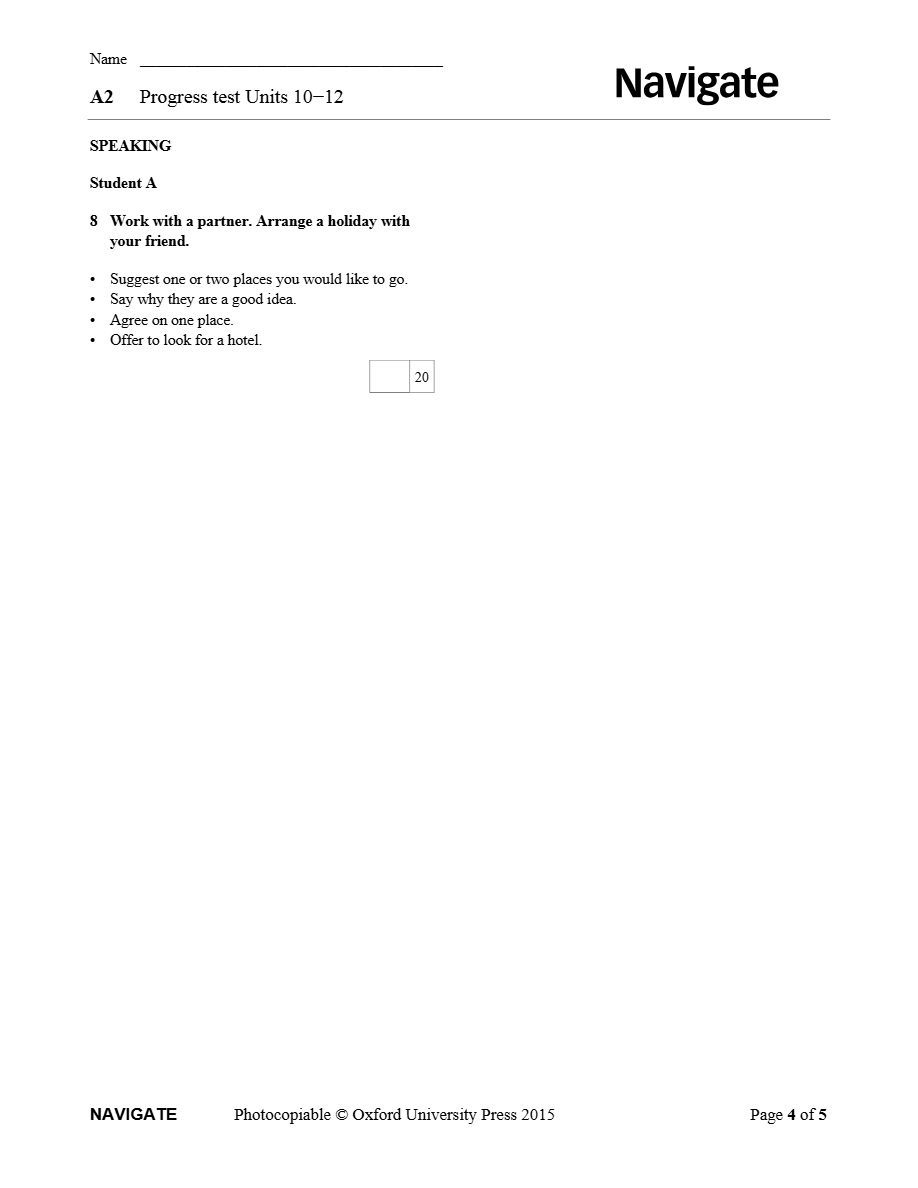 Name ____________________________________
Navigate
A2 Progress test Units 10−12
SPEAKING
Student A
8 Work with a partner. Arrange a holiday with
your friend.
• Suggest one or two places you would like to go.
• Say why they are a good idea.
• Agree on one place.
• Offer to look for a hotel.
20
NAVIGATE Photocopiable © Oxford University Press 2015 Page 4 of 5